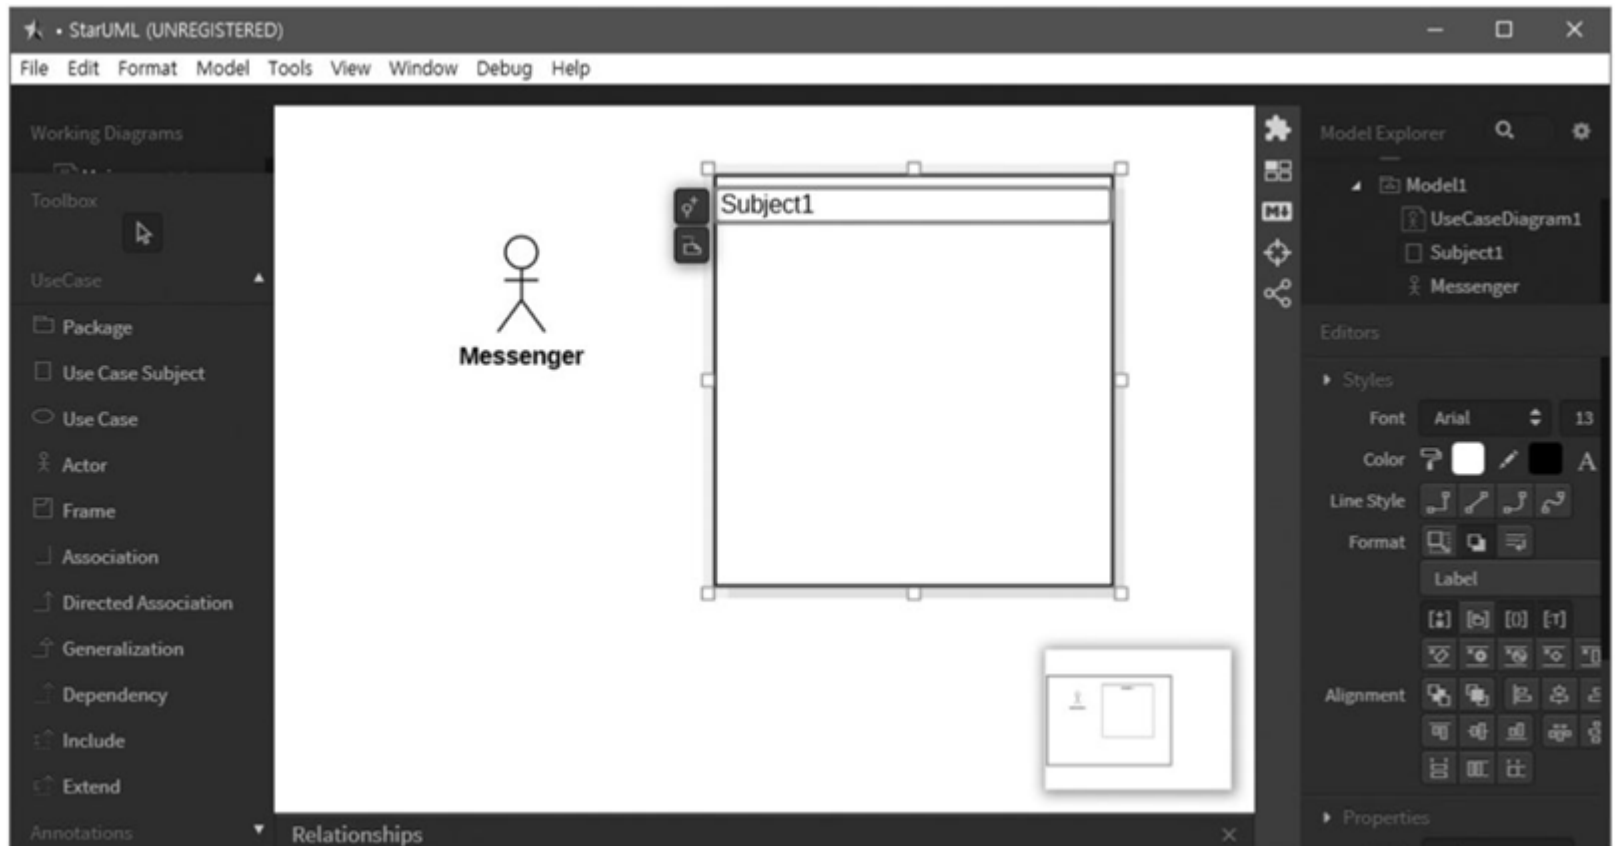 • StarUML (UNREGISTERED)
File Edit Format Model Tools View Window Debug Help
Working Diagrams
Toolbox
UseCase
Package
Use Case Subject
Use Case
Actor
Frame
Association
Directed Association
Generalization
Dependency
Include
Extend
Annotations
Messenger
Subject1
Relationships
Model Explorer
Model1
UseCaseDiagram1
Subject1
Messenger
Editors
Styles
Font Arial 13
Color A
Line Style
Format
Label
Alignment
Properties